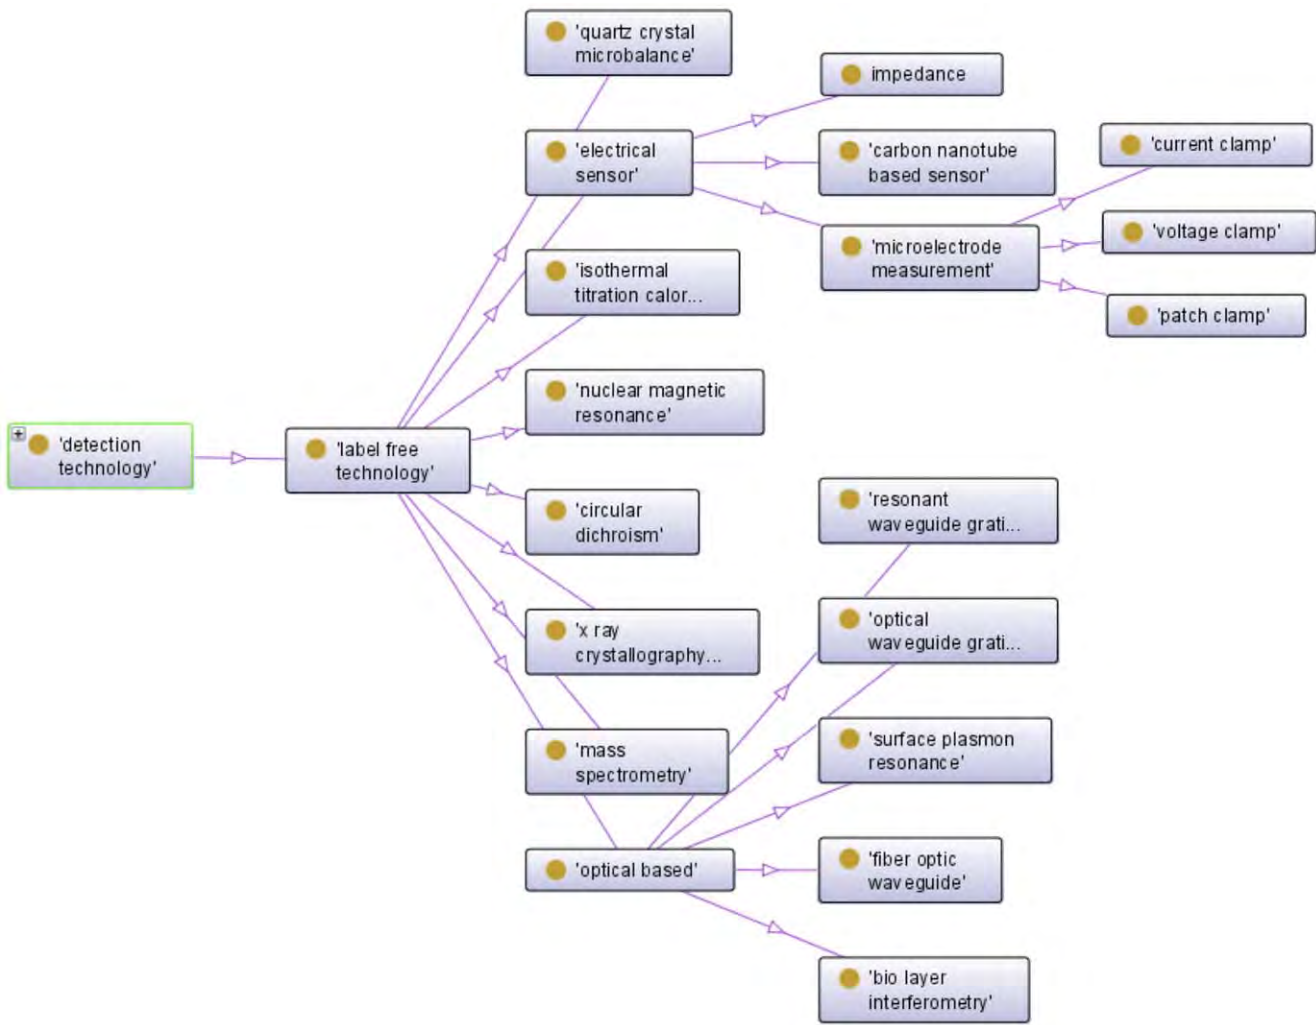 'quartz crystal
microbalance'
impedance
'electrical
sensor'
'carbon nanotube
based sensor'
'current clamp'
'microelectrode
measurement'
'voltage clamp'
'patch clamp'
'isothermal
titration calor...
'nuclear magnetic
resonance'
'detection
technology'
'label free
technology'
'circular
dichroism'
'resonant
waveguide grati...
'x ray
crystallography...
'optical
waveguide grati...
'mass
spectrometry'
'surface plasmon
resonance'
'optical based'
'fiber optic
waveguide'
'bio layer
interferometry'